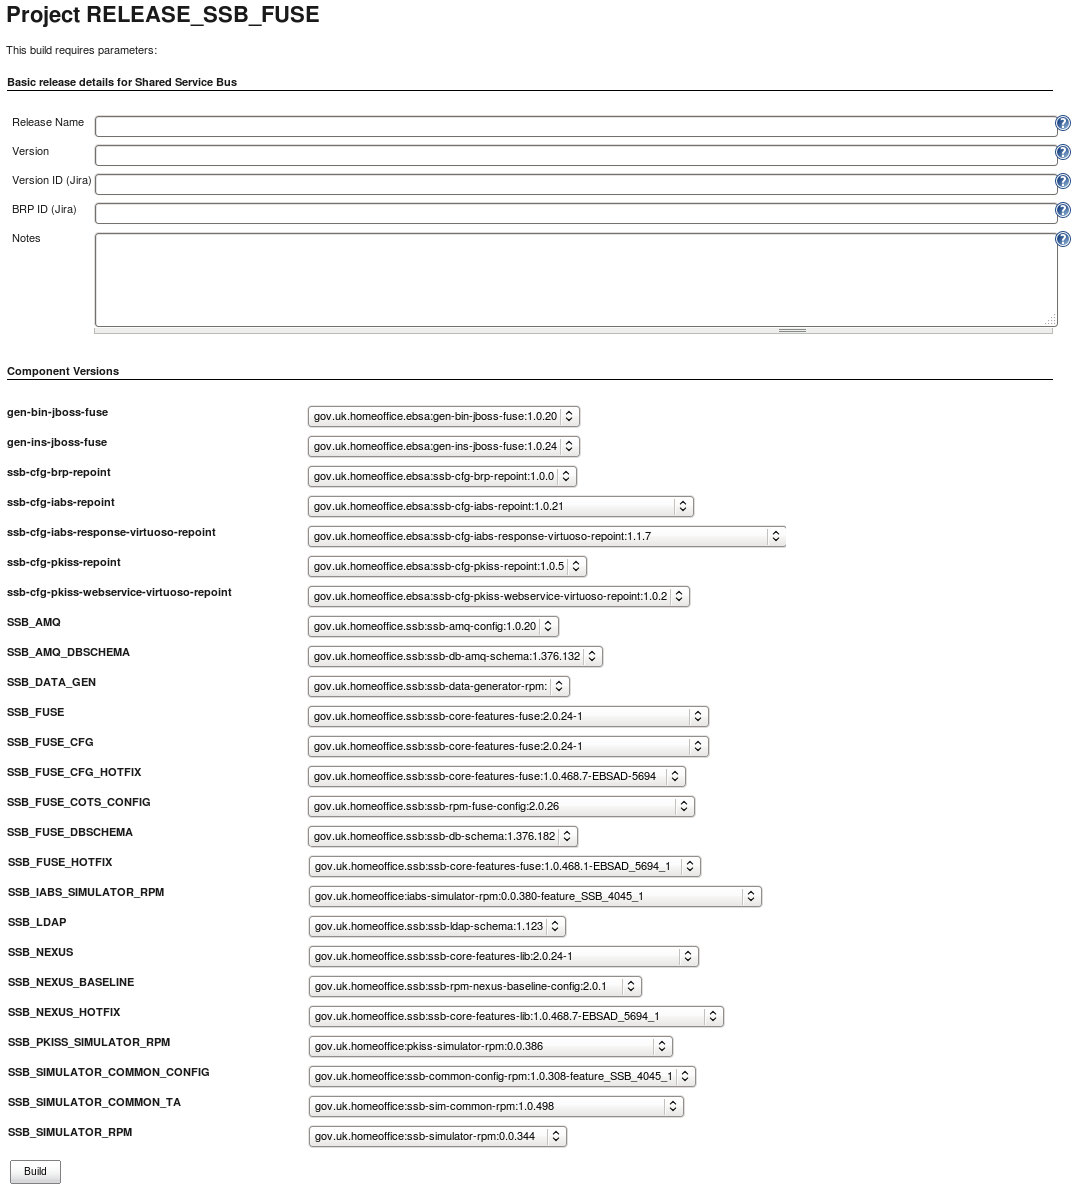 Project RELEASE_SSB_FUSE
This build requires parameters:
Basic release details for Shared Service Bus
Release Name
Version
Version ID (Jira)
BRP ID (Jira)
Notes
Component Versions
gen-bin-jboss-fuse gov.uk.homeoffice.ebsa:gen-bin-jboss-fuse:1.0.20
gen-ins-jboss-fuse gov.uk.homeoffice.ebsa:gen-ins-jboss-fuse:1.0.24
ssb-cfg-brp-repoint gov.uk.homeoffice.ebsa:ssb-cfg-brp-repoint:1.0.0
ssb-cfg-iabs-repoint gov.uk.homeoffice.ebsa:ssb-cfg-iabs-repoint:1.0.21
ssb-cfg-iabs-response-virtuoso-repoint gov.uk.homeoffice.ebsa:ssb-cfg-iabs-response-virtuoso-repoint:1.1.7
ssb-cfg-pkiss-repoint gov.uk.homeoffice.ebsa:ssb-cfg-pkiss-repoint:1.0.5
ssb-cfg-pkiss-webservice-virtuoso-repoint gov.uk.homeoffice.ebsa:ssb-cfg-pkiss-webservice-virtuoso-repoint:1.0.2
SSB_AMQ gov.uk.homeoffice.ssb:ssb-amq-config:1.0.20
SSB_AMQ_DBSCHEMA gov.uk.homeoffice.ssb:ssb-db-amq-schema:1.376.132
SSB_DATA_GEN gov.uk.homeoffice.ssb:ssb-data-generator-rpm:
SSB_FUSE gov.uk.homeoffice.ssb:ssb-core-features-fuse:2.0.24-1
SSB_FUSE_CFG gov.uk.homeoffice.ssb:ssb-core-features-fuse:2.0.24-1
SSB_FUSE_CFG_HOTFIX gov.uk.homeoffice.ssb:ssb-core-features-fuse:1.0.468.7-EBSAD-5694
SSB_FUSE_COTS_CONFIG gov.uk.homeoffice.ssb:ssb-rpm-fuse-config:2.0.26
SSB_FUSE_DBSCHEMA gov.uk.homeoffice.ssb:ssb-db-schema:1.376.182
SSB_FUSE_HOTFIX gov.uk.homeoffice.ssb:ssb-core-features-fuse:1.0.468.1-EBSAD_5694_1
SSB_IABS_SIMULATOR_RPM gov.uk.homeoffice:iabs-simulator-rpm:0.0.380-feature_SSB_4045_1
SSB_LDAP gov.uk.homeoffice.ssb:ssb-ldap-schema:1.123
SSB_NEXUS gov.uk.homeoffice.ssb:ssb-core-features-lib:2.0.24-1
SSB_NEXUS_BASELINE gov.uk.homeoffice.ssb:ssb-rpm-nexus-baseline-config:2.0.1
SSB_NEXUS_HOTFIX gov.uk.homeoffice.ssb:ssb-core-features-lib:1.0.468.7-EBSAD_5694_1
SSB_PKISS_SIMULATOR_RPM gov.uk.homeoffice:pkiss-simulator-rpm:0.0.386
SSB_SIMULATOR_COMMON_CONFIG gov.uk.homeoffice:ssb-common-config-rpm:1.0.308-feature_SSB_4045_1
SSB_SIMULATOR_COMMON_TA gov.uk.homeoffice:ssb-sim-common-rpm:1.0.498
SSB_SIMULATOR_RPM gov.uk.homeoffice:ssb-simulator-rpm:0.0.344
Build